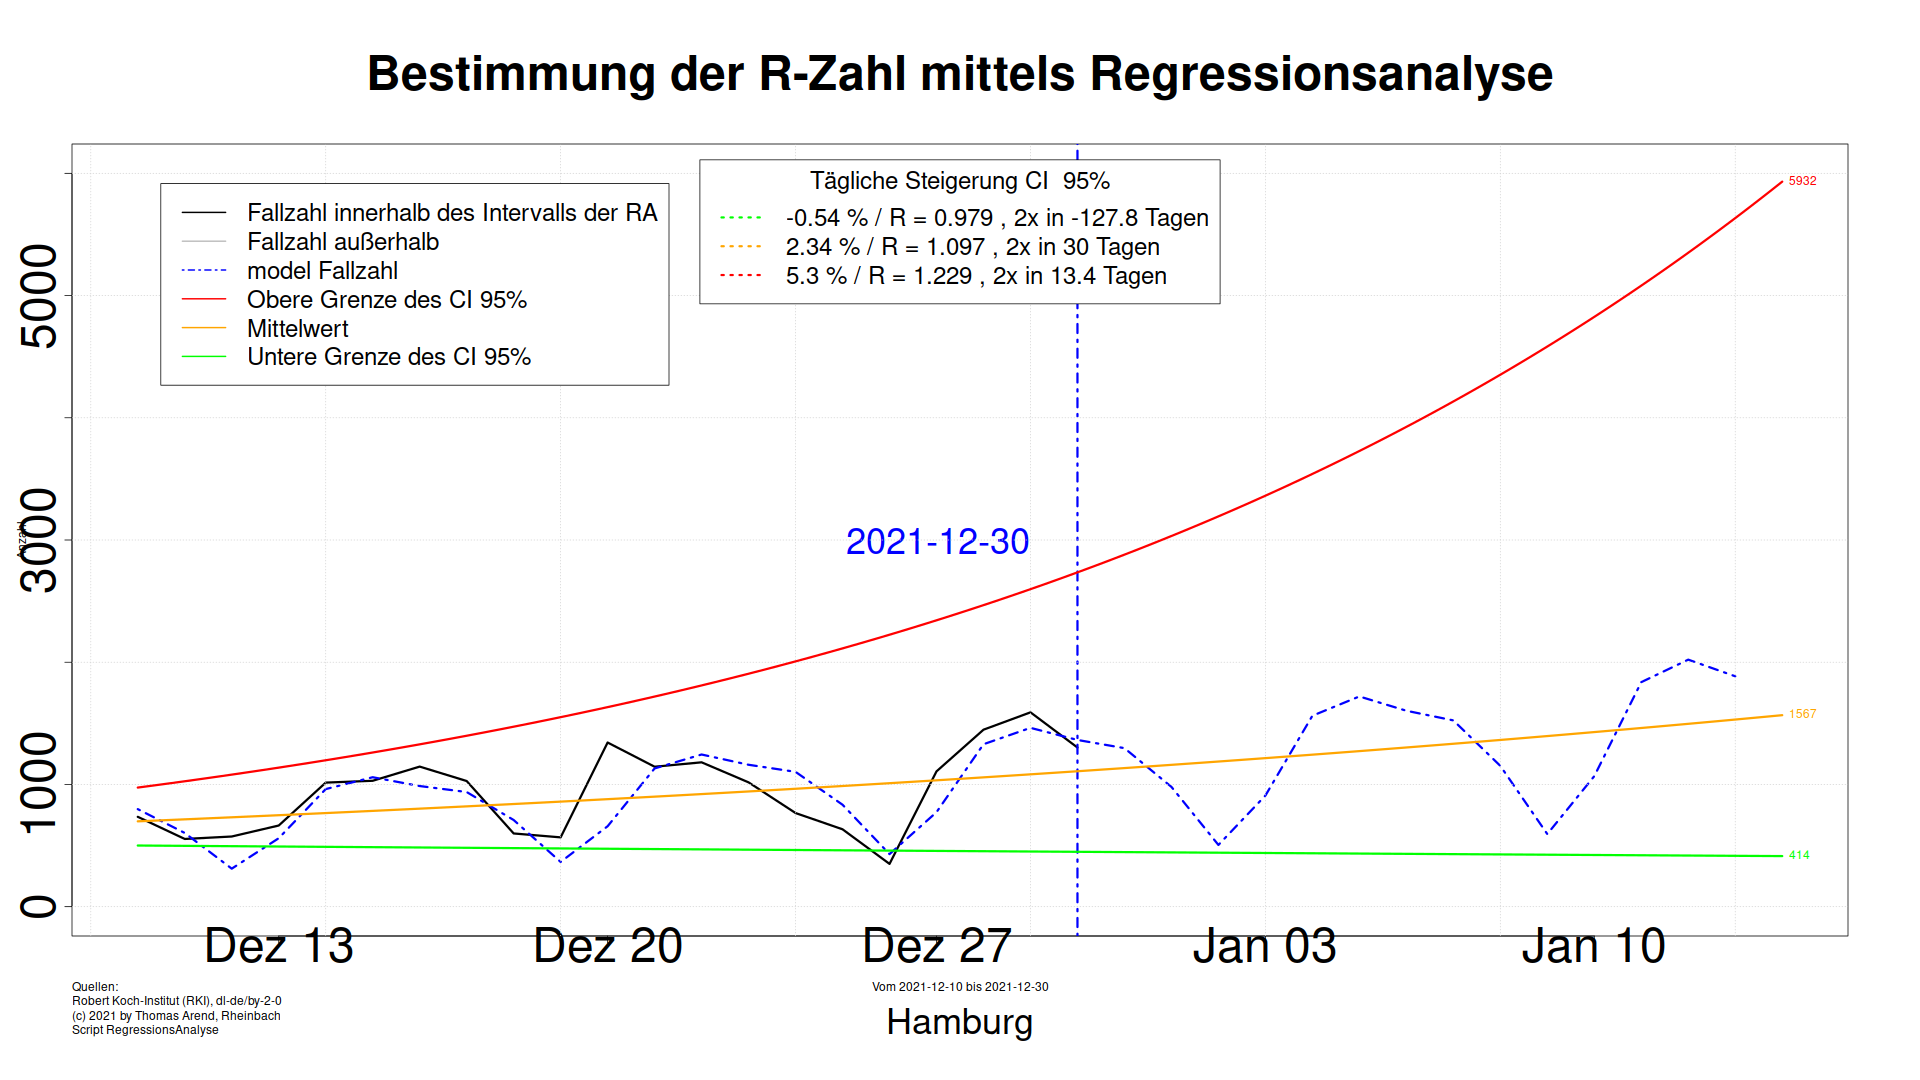 Bestimmung der R-Zahl mittels Regressionsanalyse
Fallzahl innerhalb des Intervalls der RA
Fallzahl außerhalb
model Fallzahl
Obere Grenze des CI 95%
Mittelwert
Untere Grenze des CI 95%
Tägliche Steigerung CI  95%
-0.54 % / R = 0.979 , 2x in -127.8 Tagen
2.34 % / R = 1.097 , 2x in 30 Tagen
5.3 % / R = 1.229 , 2x in 13.4 Tagen
5932
1567
414
2021-12-30
5000
3000
1000
0
Anzahl
Dez 13
Dez 20
Dez 27
Jan 03
Jan 10
Quellen:
Robert Koch-Institut (RKI), dl-de/by-2-0
(c) 2021 by Thomas Arend, Rheinbach
Script RegressionsAnalyse
Vom 2021-12-10 bis 2021-12-30
Hamburg